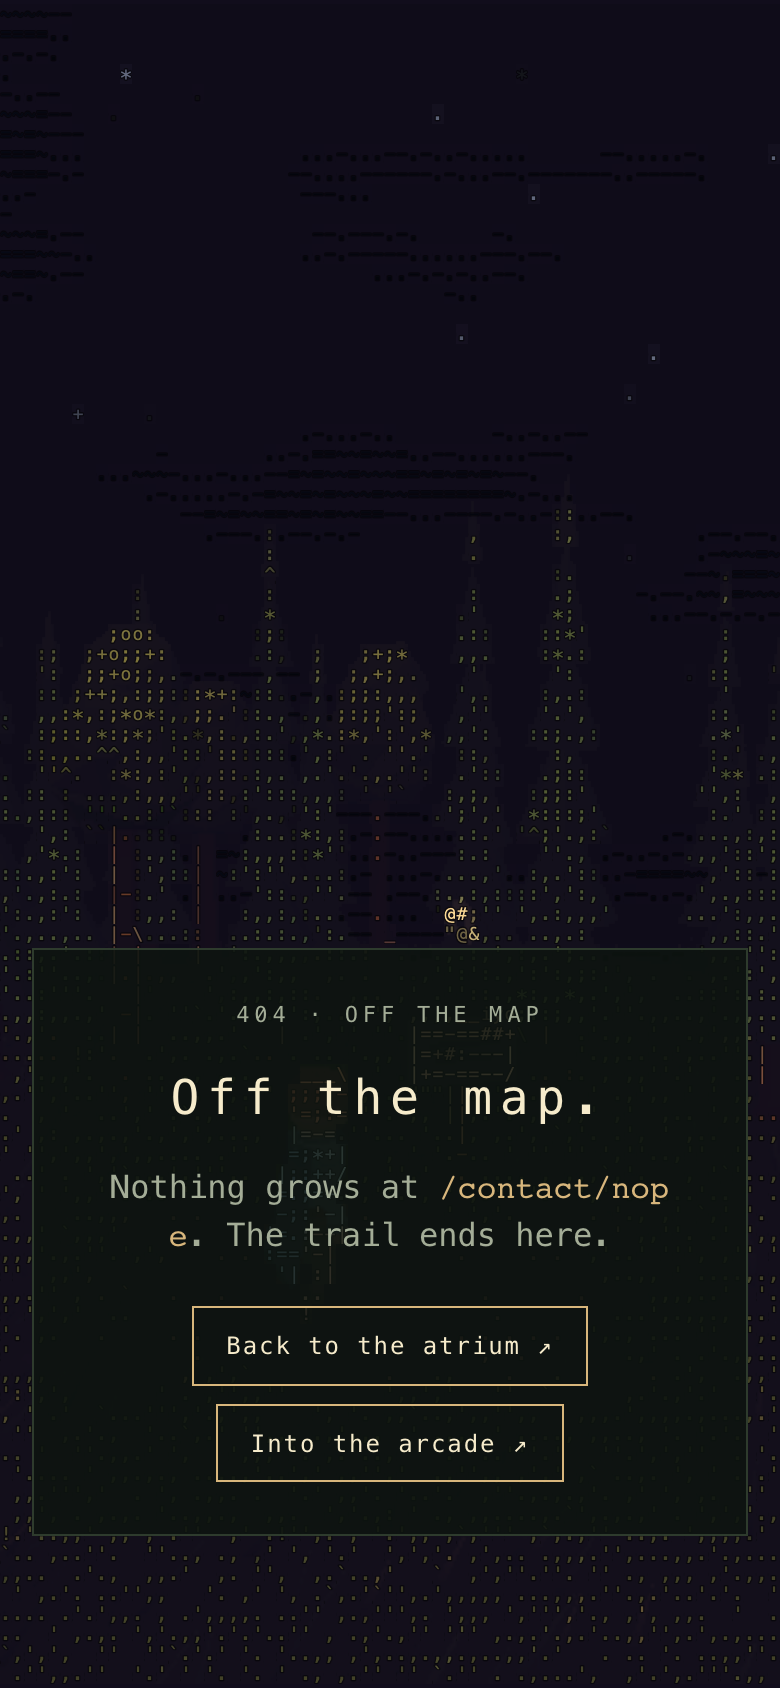 404 · OFF THE MAP
Off the map.
Nothing grows at /contact/nop
e. The trail ends here.
Back to the atrium ↗
Into the arcade ↗